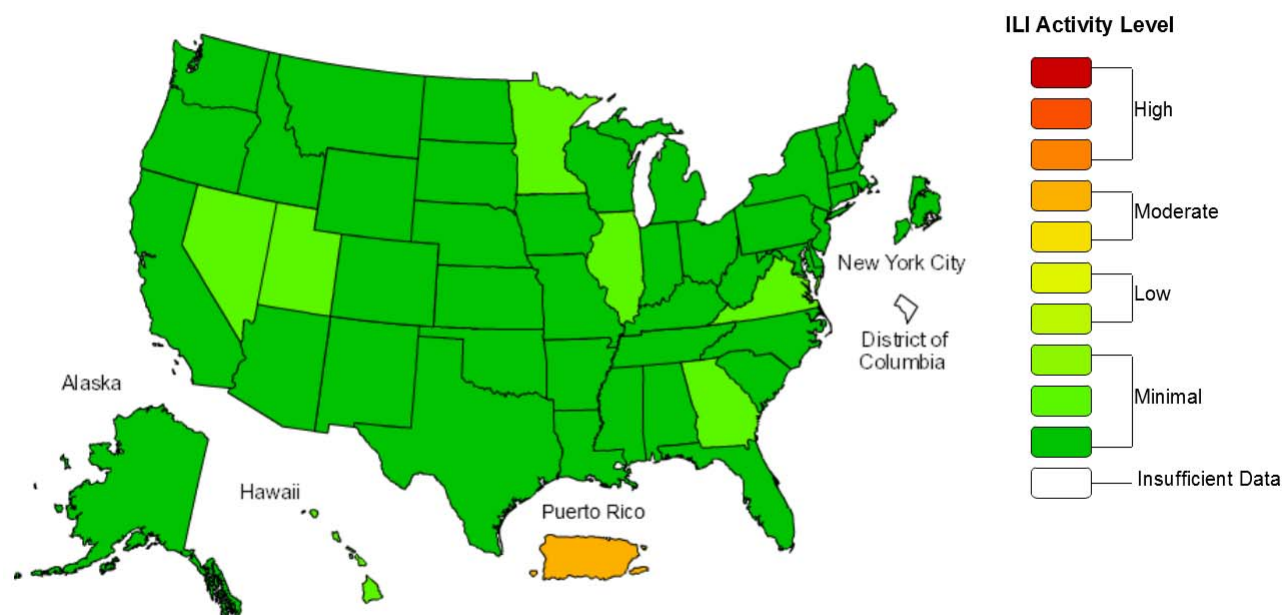 ILI Activity Level
High
Moderate
New York City
Low
District of
Columbia
Alaska
Minimal
Hawaii
Insufficient Data
Puerto Rico